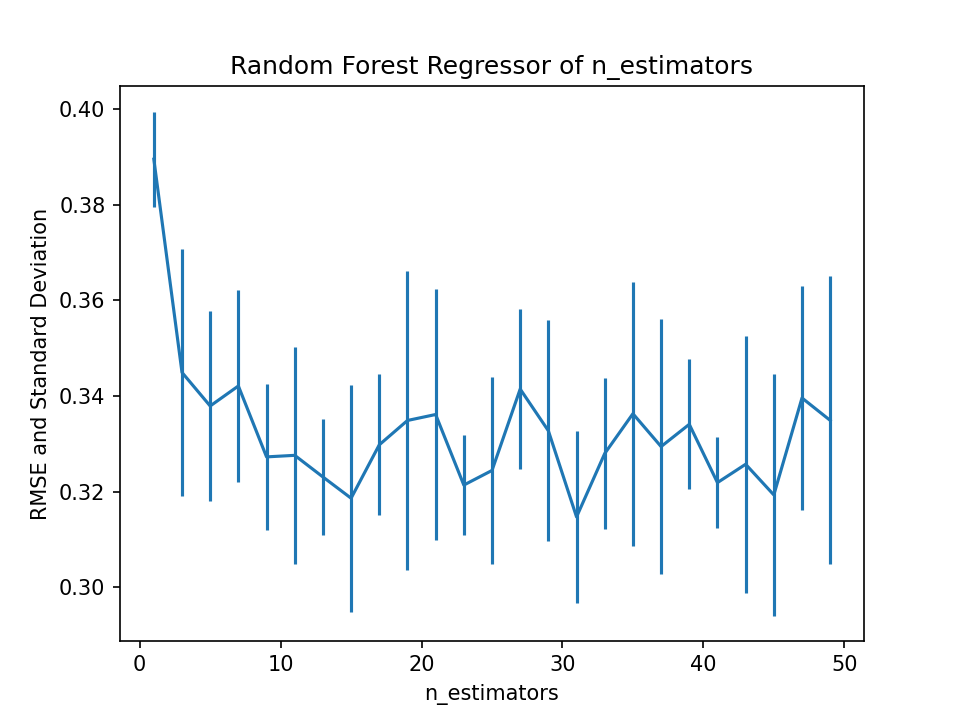 Random Forest Regressor of n_estimators
RMSE and Standard Deviation
0.40
0.38
0.36
0.34
0.32
0.30
0 10 20 30 40 50
n_estimators